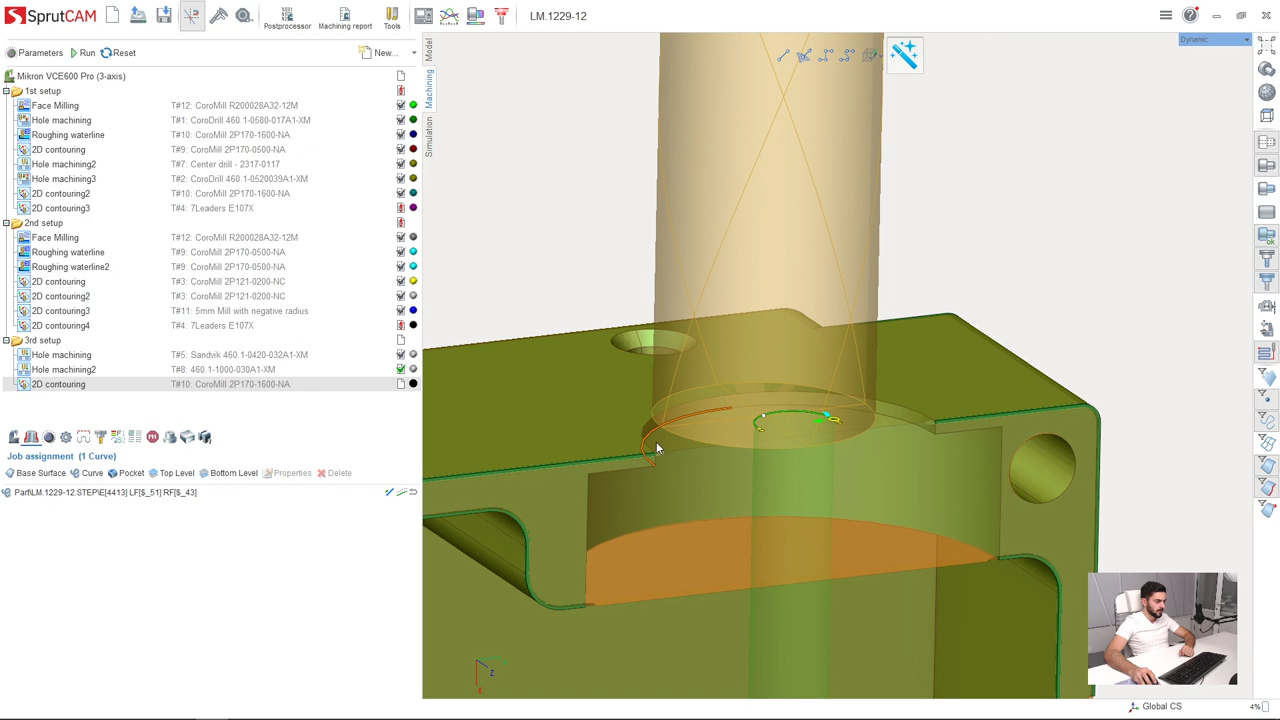 SprutCAM
Postprocessor
Machining report
Tools
LM.1229-12
Parameters Run Reset New...
Dynamic
Model
Machining
Simulation
Mikron VCE600 Pro (3-axis)
1st setup
Face Milling T#12: CoroMill R200028A32-12M
Hole machining T#1: CoroDrill 460.1-0580-017A1-XM
Roughing waterline T#10: CoroMill 2P170-1600-NA
2D contouring T#9: CoroMill 2P170-0500-NA
Hole machining2 T#7: Center drill - 2317-0117
Hole machining3 T#2: CoroDrill 460.1-0520039A1-XM
2D contouring2 T#10: CoroMill 2P170-1600-NA
2D contouring3 T#4: 7Leaders E107X
2nd setup
Face Milling T#12: CoroMill R200028A32-12M
Roughing waterline T#9: CoroMill 2P170-0500-NA
Roughing waterline2 T#9: CoroMill 2P170-0500-NA
2D contouring T#3: CoroMill 2P121-0200-NC
2D contouring2 T#3: CoroMill 2P121-0200-NC
2D contouring3 T#11: 5mm Mill with negative radius
2D contouring4 T#4: 7Leaders E107X
3rd setup
Hole machining T#5: Sandvik 460.1-0420-032A1-XM
Hole machining2 T#8: 460.1-1000-030A1-XM
2D contouring T#10: CoroMill 2P170-1600-NA
Job assignment (1 Curve)
Base Surface Curve Pocket Top Level Bottom Level Properties Delete
Part\LM.1229-12.STEP\E[4413] LF[$_51] RF[$_43]
Z
Global CS
4%